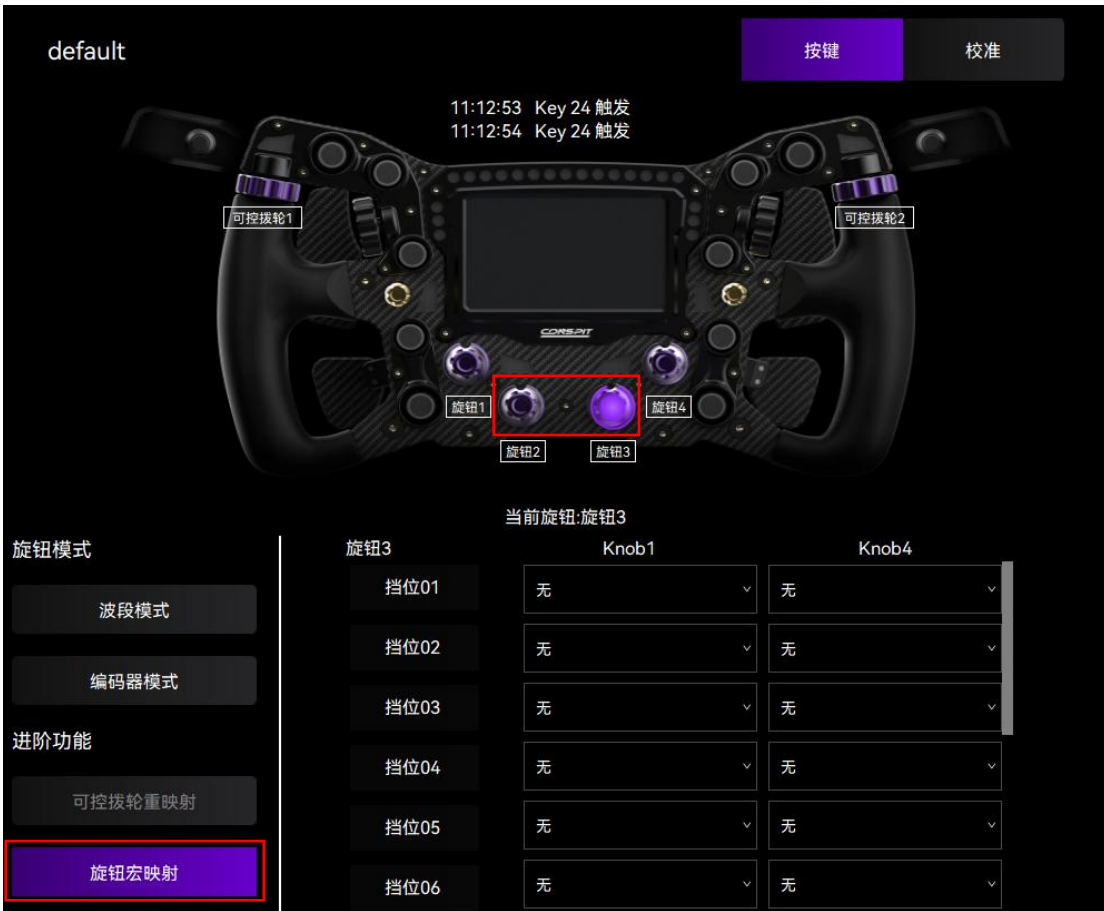 default
按键
校准
11:12:53 Key 24 触发
11:12:54 Key 24 触发
可控拨轮1
可控拨轮2
CORSPIT
旋钮1
旋钮4
旋钮2
旋钮3
当前旋钮:旋钮3
旋钮模式
波段模式
编码器模式
进阶功能
可控拨轮重映射
旋钮宏映射
旋钮3 Knob1 Knob4
挡位01 无 无
挡位02 无 无
挡位03 无 无
挡位04 无 无
挡位05 无 无
挡位06 无 无